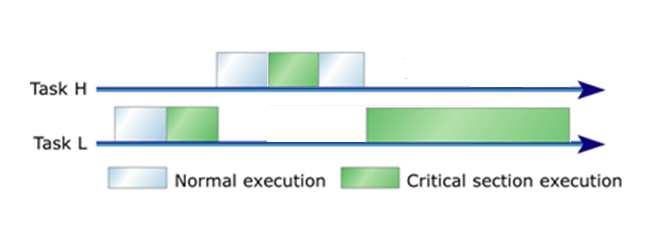 Task H
Task L
Normal execution
Critical section execution